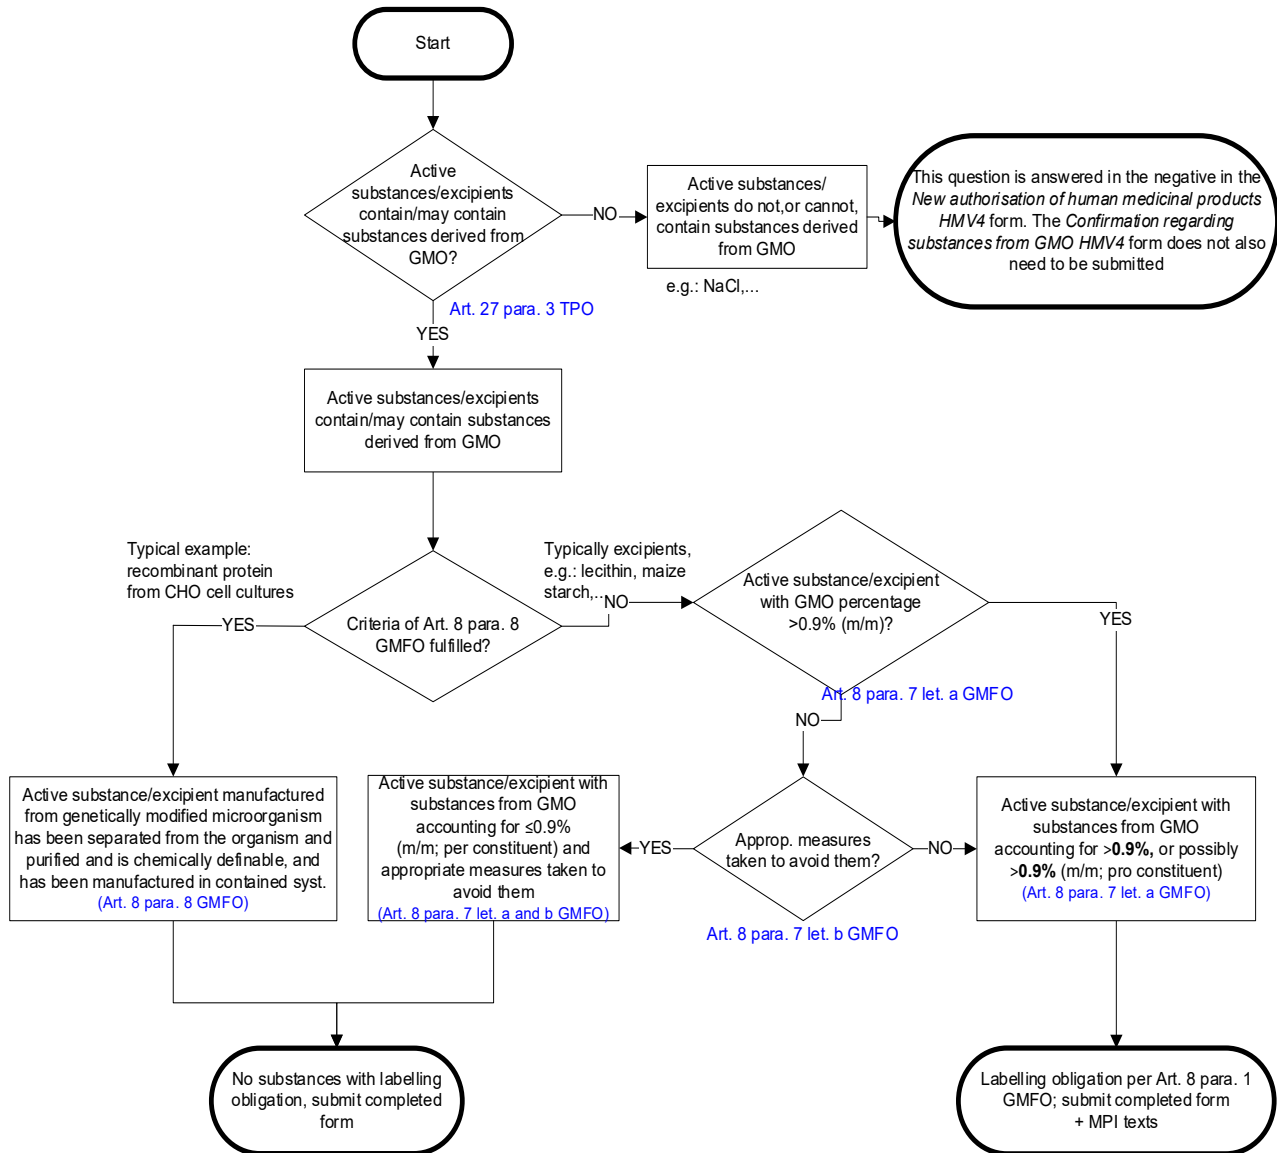 Start
Active
substances/excipients
contain/may contain
substances derived from
GMO?
NO
Active substances/
excipients do not,or cannot,
contain substances derived
from GMO
This question is answered in the negative in the
New authorisation of human medicinal products
HMV4 form. The Confirmation regarding
substances from GMO HMV4 form does not also
need to be submitted
e.g.: NaCl,...
Art. 27 para. 3 TPO
YES
Active substances/excipients
contain/may contain substances
derived from GMO
Typical example:
recombinant protein
from CHO cell cultures
Typically excipients,
e.g.: lecithin, maize
starch,..
NO
Active substance/excipient
with GMO percentage
>0.9% (m/m)?
YES
Criteria of Art. 8 para. 8
GMFO fulfilled?
YES
Art. 8 para. 7 let. a GMFO
NO
Active substance/excipient manufactured
from genetically modified microorganism
has been separated from the organism and
purified and is chemically definable, and
has been manufactured in contained syst.
(Art. 8 para. 8 GMFO)
Active substance/excipient with
substances from GMO
accounting for ≤0.9%
(m/m; per constituent) and
appropriate measures taken to
avoid them
(Art. 8 para. 7 let. a and b GMFO)
YES
Approp. measures
taken to avoid them?
NO
Active substance/excipient with
substances from GMO
accounting for >0.9%, or possibly
>0.9% (m/m; pro constituent)
(Art. 8 para. 7 let. a GMFO)
Art. 8 para. 7 let. b GMFO
No substances with labelling
obligation, submit completed
form
Labelling obligation per Art. 8 para. 1
GMFO; submit completed form
+ MPI texts